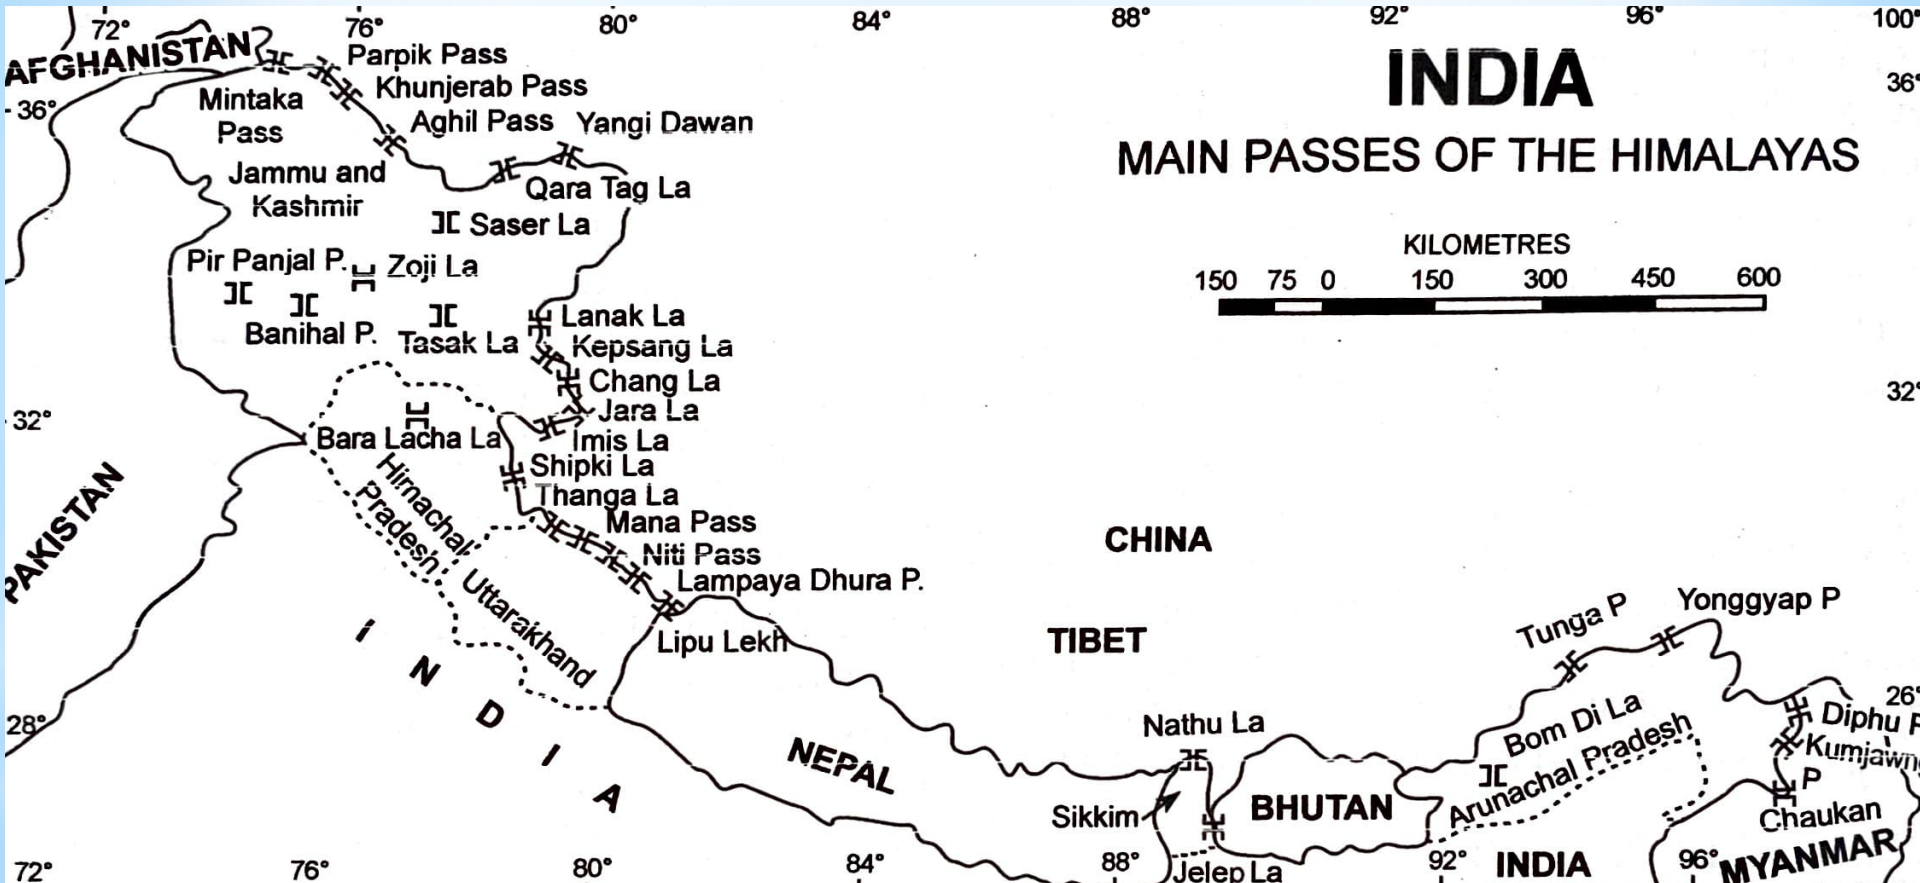 72°
76°
80°
84°
88°
92°
96°
100°
AFGHANISTAN
INDIA
MAIN PASSES OF THE HIMALAYAS
36°
36°
Parpik Pass
Khunjerab Pass
Mintaka
Pass
Aghil Pass
Yangi Dawan
Jammu and
Kashmir
Qara Tag La
Saser La
Pir Panjal P.
Zoji La
Banihal P.
Tasak La
KILOMETRES
150 75 0 150 300 450 600
Lanak La
Kepsang La
Chang La
Jara La
Imis La
32°
32°
Bara Lacha La
Shipki La
Thanga La
Mana Pass
Niti Pass
Lampaya Dhura P.
Lipu Lekh
Himachal
Pradesh
Uttarakhand
PAKISTAN
INDIA
CHINA
TIBET
NEPAL
Tunga P
Yonggyap P
28°
26°
Nathu La
Bom Di La
Arunachal Pradesh
Diphu P
Kumjawng
P
Chaukan
Sikkim
BHUTAN
Jelep La
INDIA
MYANMAR
72°
76°
80°
84°
88°
92°
96°